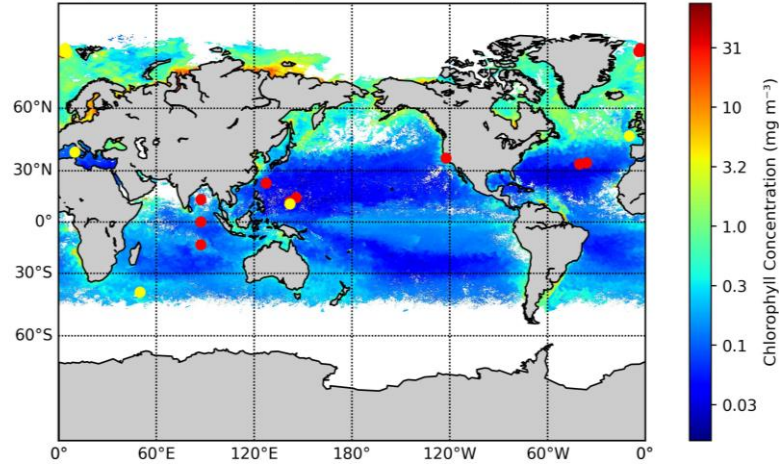 60°N
30°N
0°
30°S
60°S
0°
60°E
120°E
180°
120°W
60°W
0°
31
10
3.2
1.0
0.3
0.1
0.03
Chlorophyll Concentration (mg m⁻³)